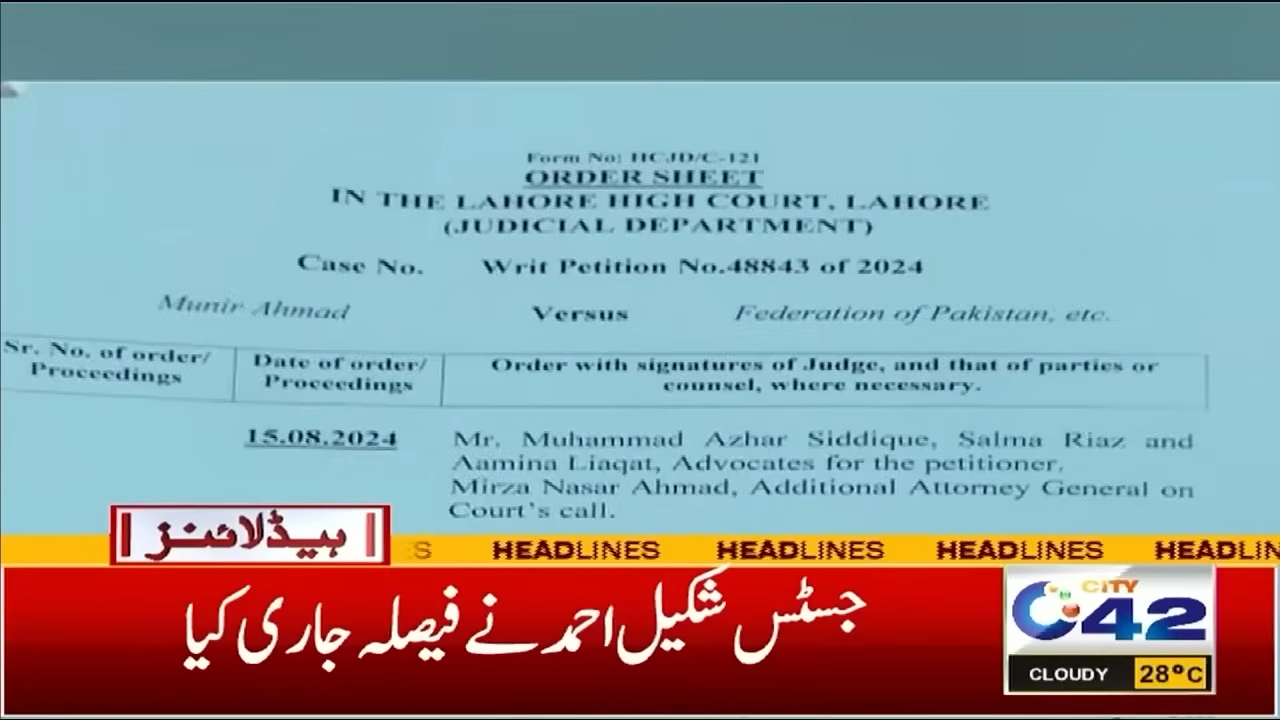 Form No: HCJD/C-121
ORDER SHEET
IN THE LAHORE HIGH COURT, LAHORE
(JUDICIAL DEPARTMENT)
Case No. Writ Petition No.48843 of 2024
Munir Ahmad Versus Federation of Pakistan, etc.
Sr. No. of order/
Proceedings
Date of order/
Proceedings
Order with signatures of Judge, and that of parties or
counsel, where necessary.
15.08.2024
Mr. Muhammad Azhar Siddique, Salma Riaz and
Aamina Liaqat, Advocates for the petitioner.
Mirza Nasar Ahmad, Additional Attorney General on
Court's call.
ہیڈلائنز
S HEADLINES HEADLINES HEADLINES HEADLIN
جسٹس شکیل احمد نے فیصلہ جاری کیا
CITY
42
CLOUDY 28°C